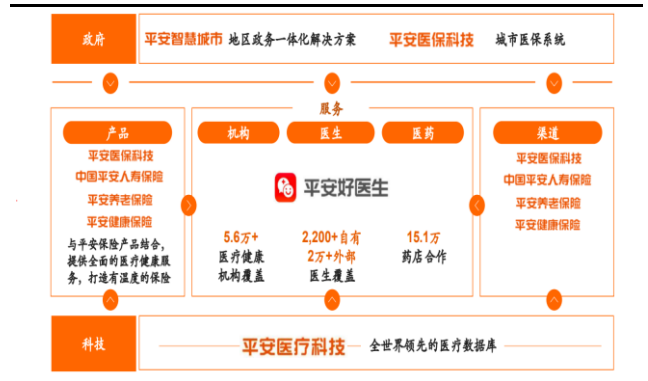 政府
平安智慧城市 地区政务一体化解决方案 平安医保科技 城市医保系统
服务
产品
平安医保科技
中国平安人寿保险
平安养老保险
平安健康保险
与平安保险产品结合，
提供全面的医疗健康服
务，打造有温度的保险
机构 医生 医药
平安好医生
5.6万+
医疗健康
机构覆盖
2,200+自有
2万+外部
医生覆盖
15.1万
药店合作
渠道
平安医保科技
中国平安人寿保险
平安养老保险
平安健康保险
科技
平安医疗科技 全世界领先的医疗数据库